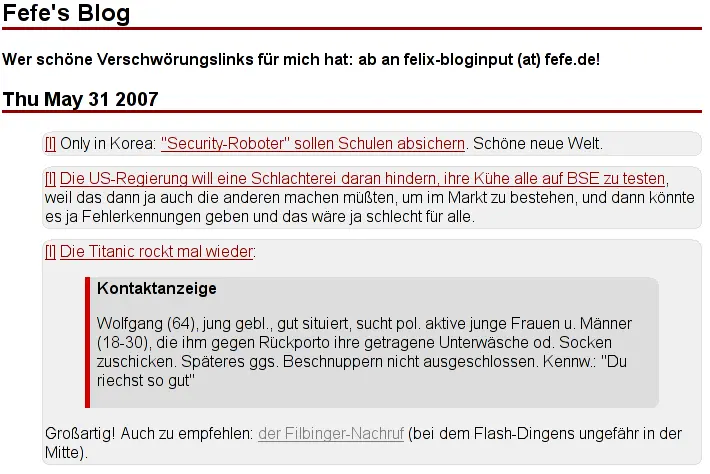 Fefe's Blog
Wer schöne Verschwörungslinks für mich hat: ab an felix-bloginput (at) fefe.de!
Thu May 31 2007
[l] Only in Korea: "Security-Roboter" sollen Schulen absichern. Schöne neue Welt.
[l] Die US-Regierung will eine Schlachterei daran hindern, ihre Kühe alle auf BSE zu testen,
weil das dann ja auch die anderen machen müßten, um im Markt zu bestehen, und dann könnte
es ja Fehlerkennungen geben und das wäre ja schlecht für alle.
[l] Die Titanic rockt mal wieder:
Kontaktanzeige
Wolfgang (64), jung gebl., gut situiert, sucht pol. aktive junge Frauen u. Männer
(18-30), die ihm gegen Rückporto ihre getragene Unterwäsche od. Socken
zuschicken. Späteres ggs. Beschnuppern nicht ausgeschlossen. Kennw.: "Du
riechst so gut"
Großartig! Auch zu empfehlen: der Filbinger-Nachruf (bei dem Flash-Dingens ungefähr in der
Mitte).